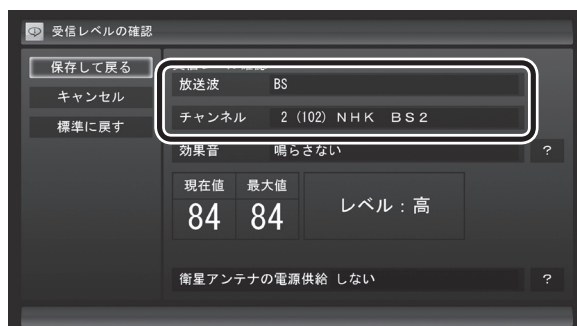 受信レベルの確認
保存して戻る
キャンセル
標準に戻す
放送波 BS
チャンネル 2 (102) NHK BS2
効果音 鳴らさない ?
現在値 最大値
84 84 レベル：高
衛星アンテナの電源供給 しない ?